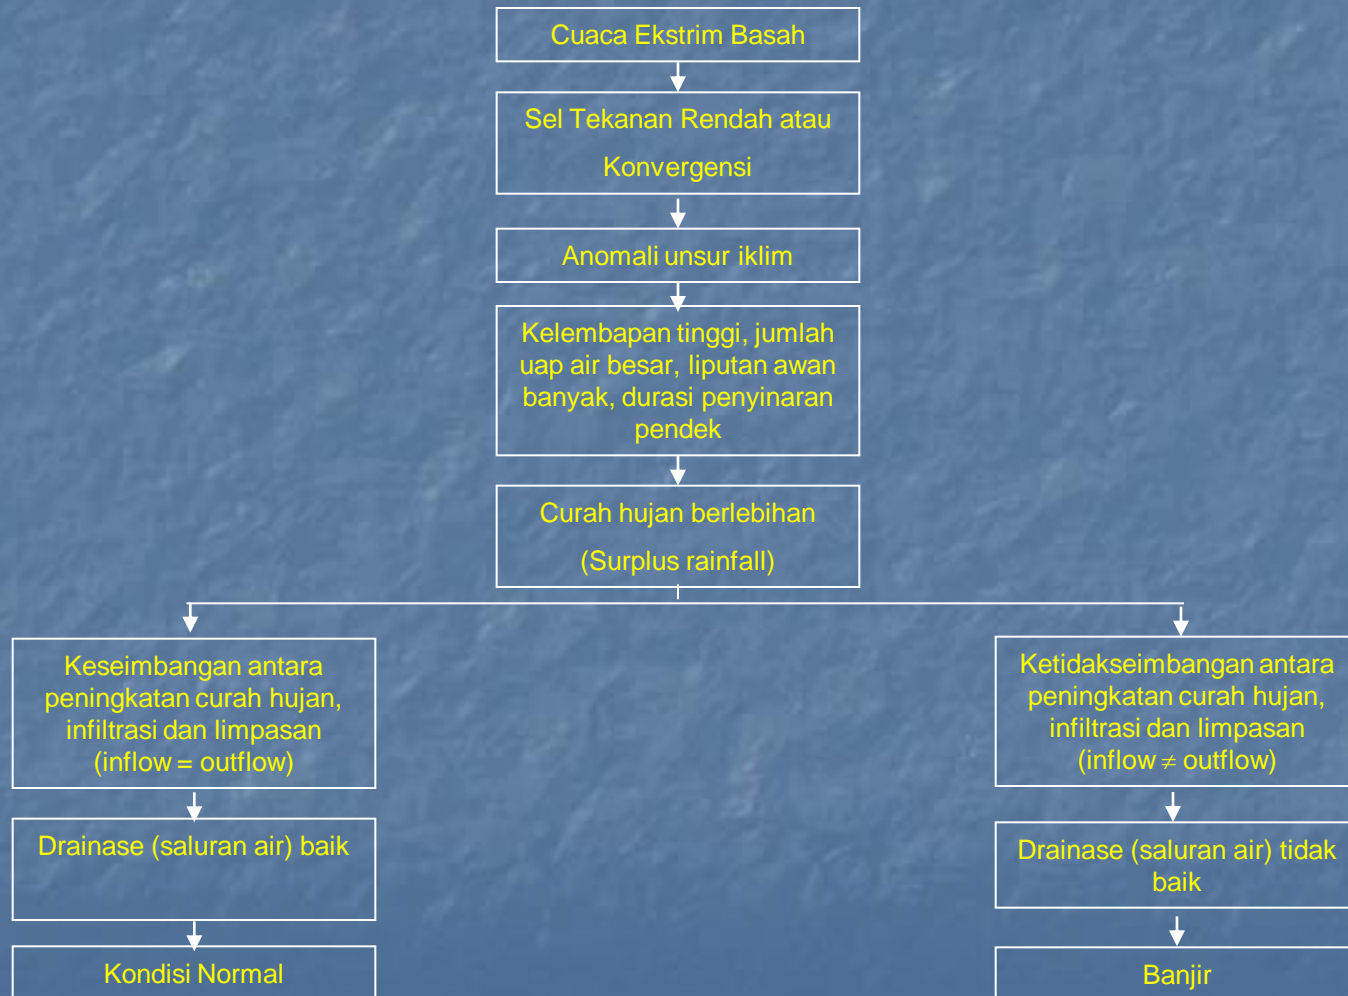 Cuaca Ekstrim Basah
Sel Tekanan Rendah atau
Konvergensi
Anomali unsur iklim
Kelembapan tinggi, jumlah
uap air besar, liputan awan
banyak, durasi penyinaran
pendek
Curah hujan berlebihan
(Surplus rainfall)
Keseimbangan antara
peningkatan curah hujan,
infiltrasi dan limpasan
(inflow = outflow)
Drainase (saluran air) baik
Kondisi Normal
Ketidakseimbangan antara
peningkatan curah hujan,
infiltrasi dan limpasan
(inflow ≠ outflow)
Drainase (saluran air) tidak
baik
Banjir